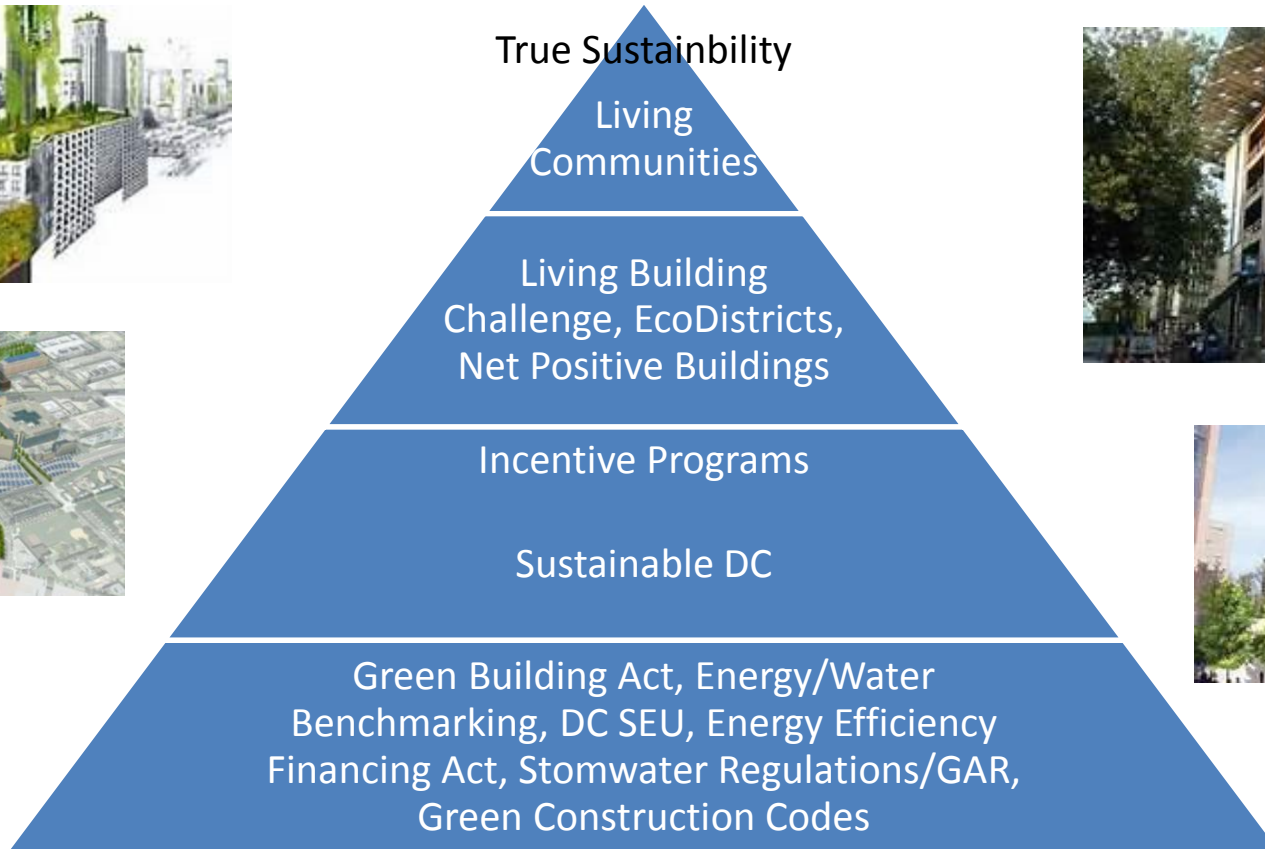 True Sustainbility
Living
Communities
Living Building
Challenge, EcoDistricts,
Net Positive Buildings
Incentive Programs
Sustainable DC
Green Building Act, Energy/Water
Benchmarking, DC SEU, Energy Efficiency
Financing Act, Stomwater Regulations/GAR,
Green Construction Codes